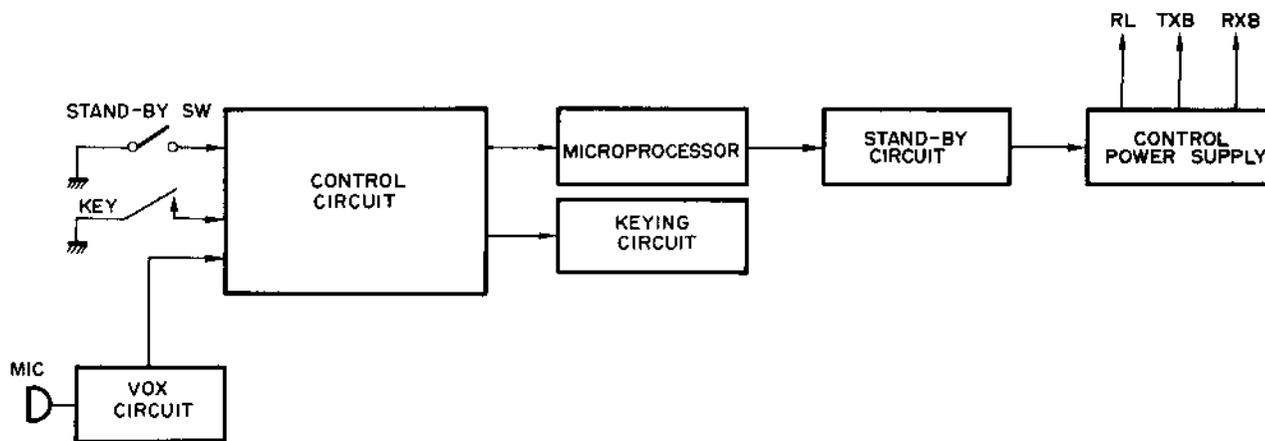 RL TXB RXB
STAND-BY SW
KEY
CONTROL
CIRCUIT
MICROPROCESSOR
KEYING
CIRCUIT
STAND-BY
CIRCUIT
CONTROL
POWER SUPPLY
MIC
VOX
CIRCUIT